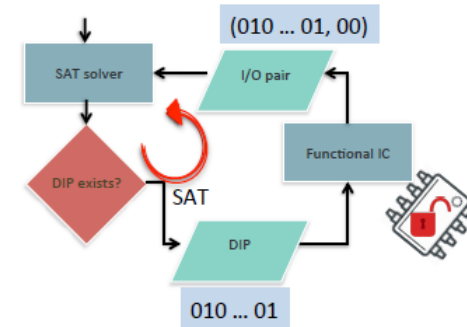 (010 ... 01, 00)
SAT solver
I/O pair
Functional IC
DIP exists?
SAT
DIP
010 ... 01